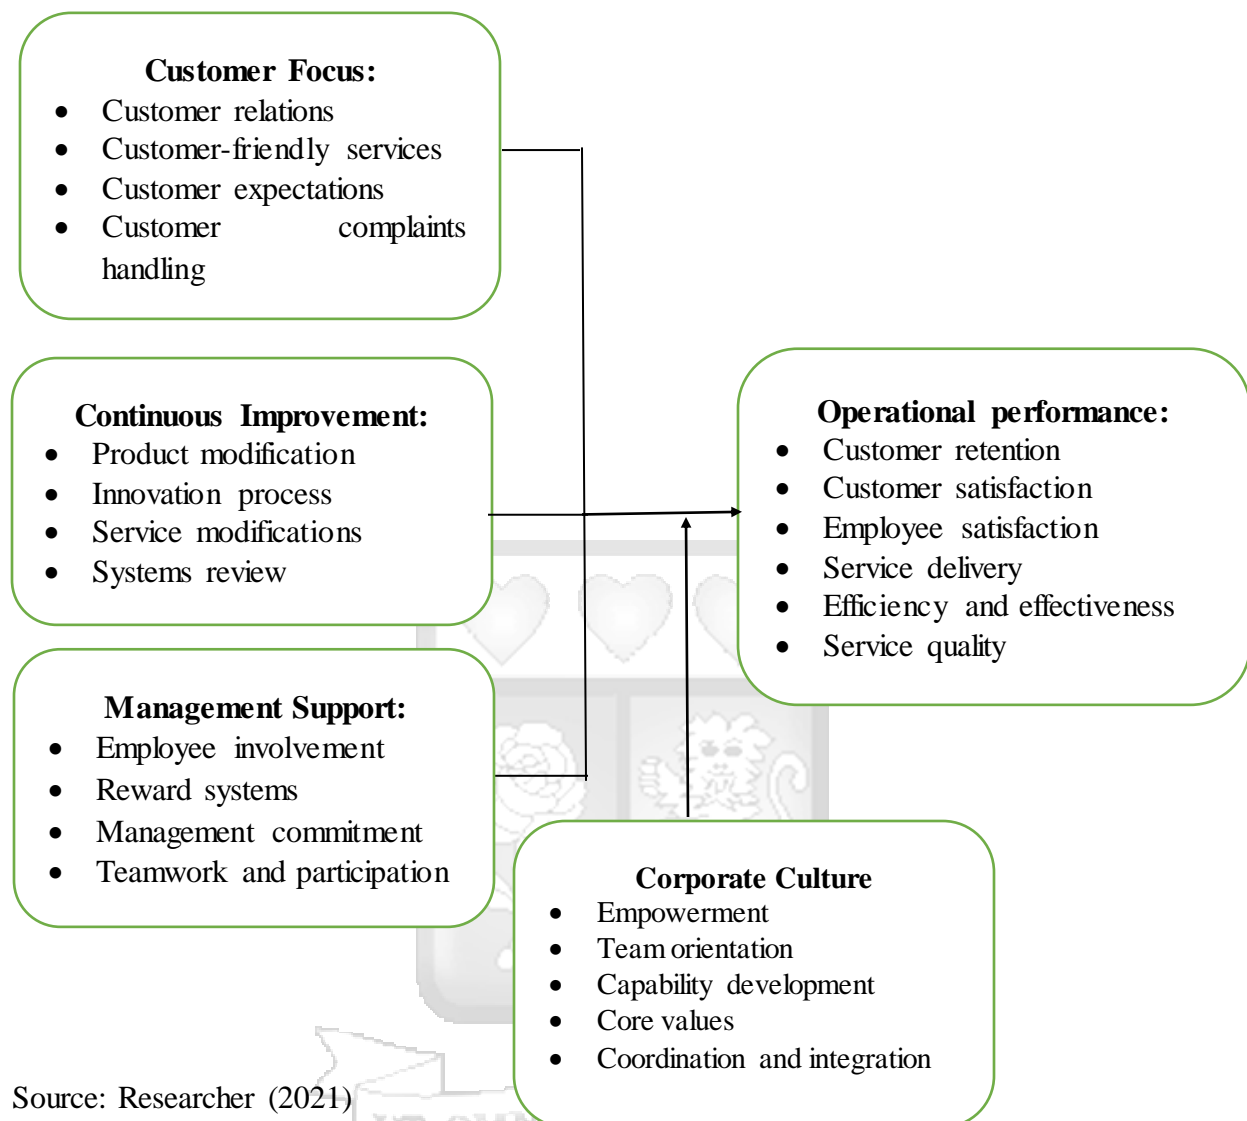 Customer Focus:
• Customer relations
• Customer-friendly services
• Customer expectations
• Customer complaints
handling
Continuous Improvement:
• Product modification
• Innovation process
• Service modifications
• Systems review
Management Support:
• Employee involvement
• Reward systems
• Management commitment
• Teamwork and participation
Operational performance:
• Customer retention
• Customer satisfaction
• Employee satisfaction
• Service delivery
• Efficiency and effectiveness
• Service quality
Corporate Culture
• Empowerment
• Team orientation
• Capability development
• Core values
• Coordination and integration
Source: Researcher (2021)